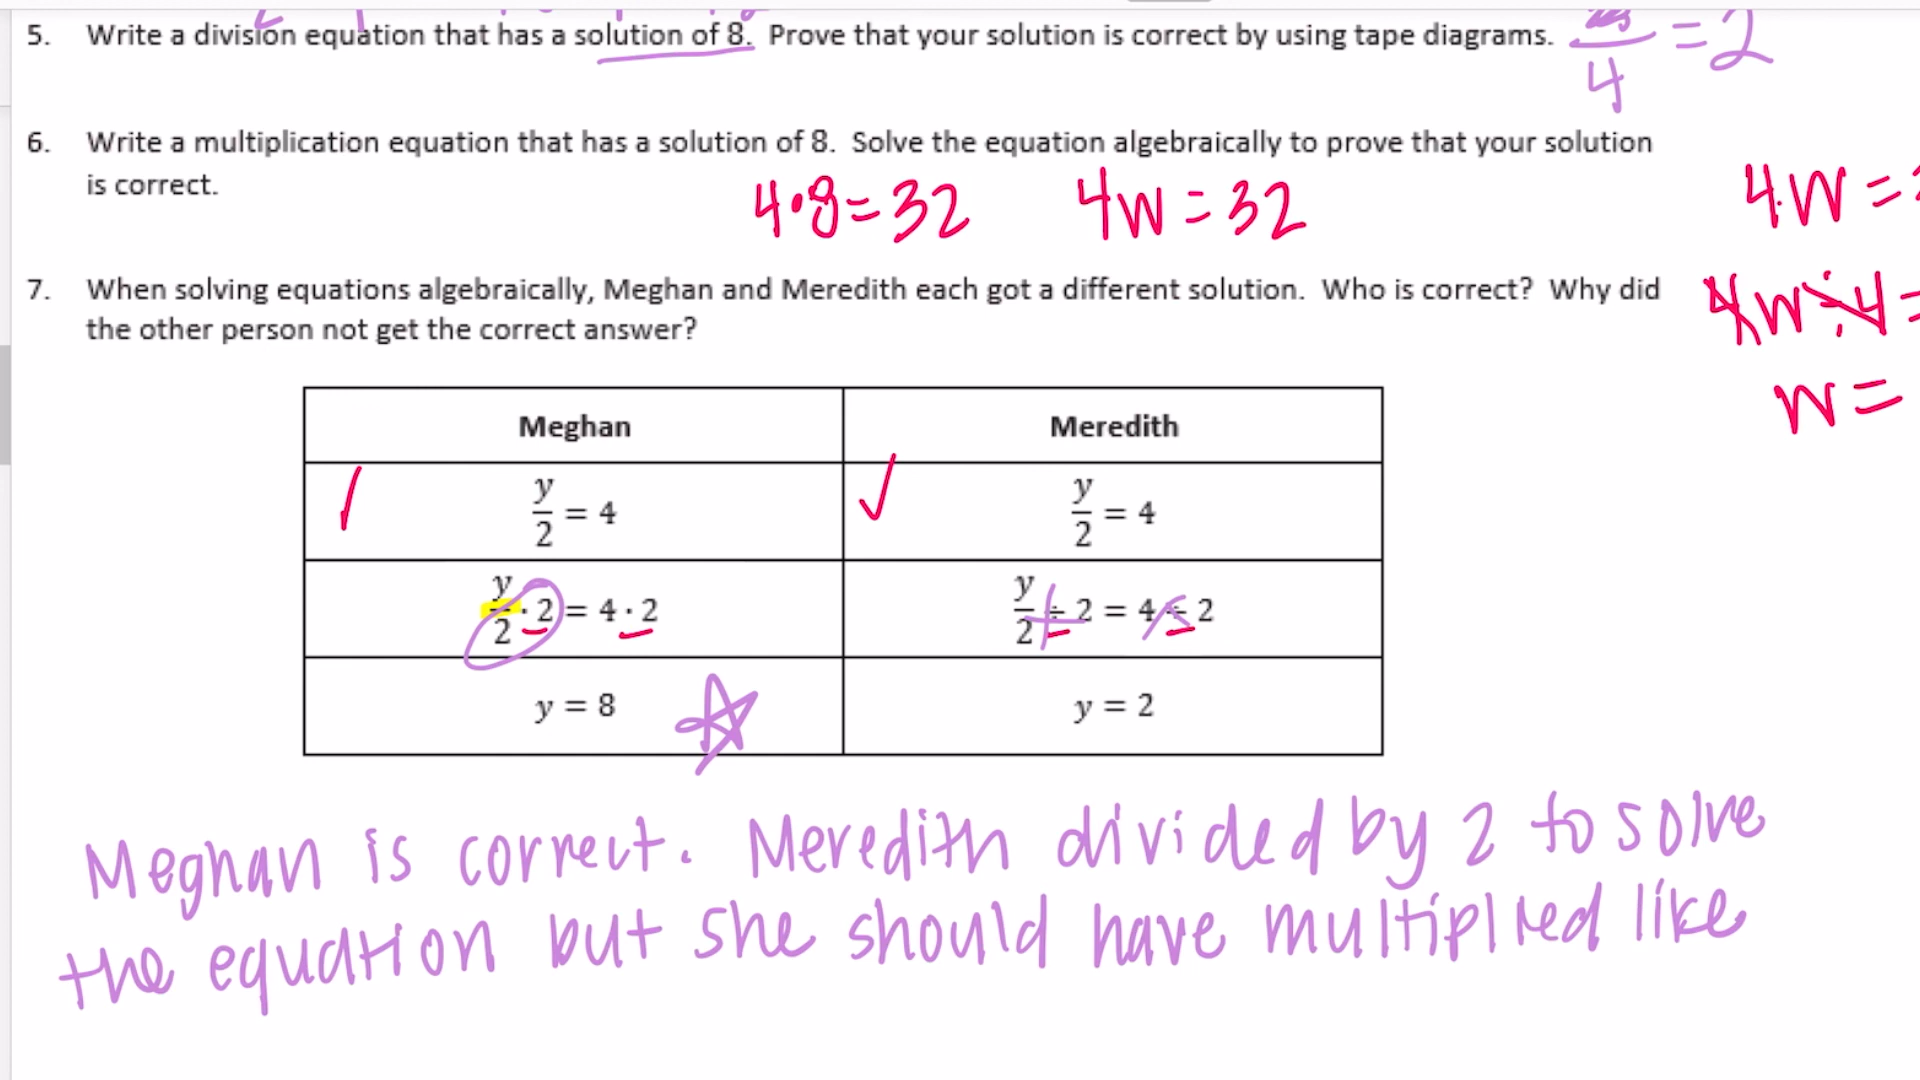 5. Write a division equation that has a solution of 8. Prove that your solution is correct by using tape diagrams.
4 = 2
6. Write a multiplication equation that has a solution of 8. Solve the equation algebraically to prove that your solution
is correct.
4·8=32 4W=32 4W=
7. When solving equations algebraically, Meghan and Meredith each got a different solution. Who is correct? Why did
the other person not get the correct answer?
4W÷4=
W=
Meghan Meredith
y/2 = 4 y/2 = 4
y/2 · 2 = 4 · 2 y/2 ÷ 2 = 4 ÷ 2
y = 8 y = 2
Meghan is correct. Meredith divided by 2 to solve
the equation but she should have multiplied like